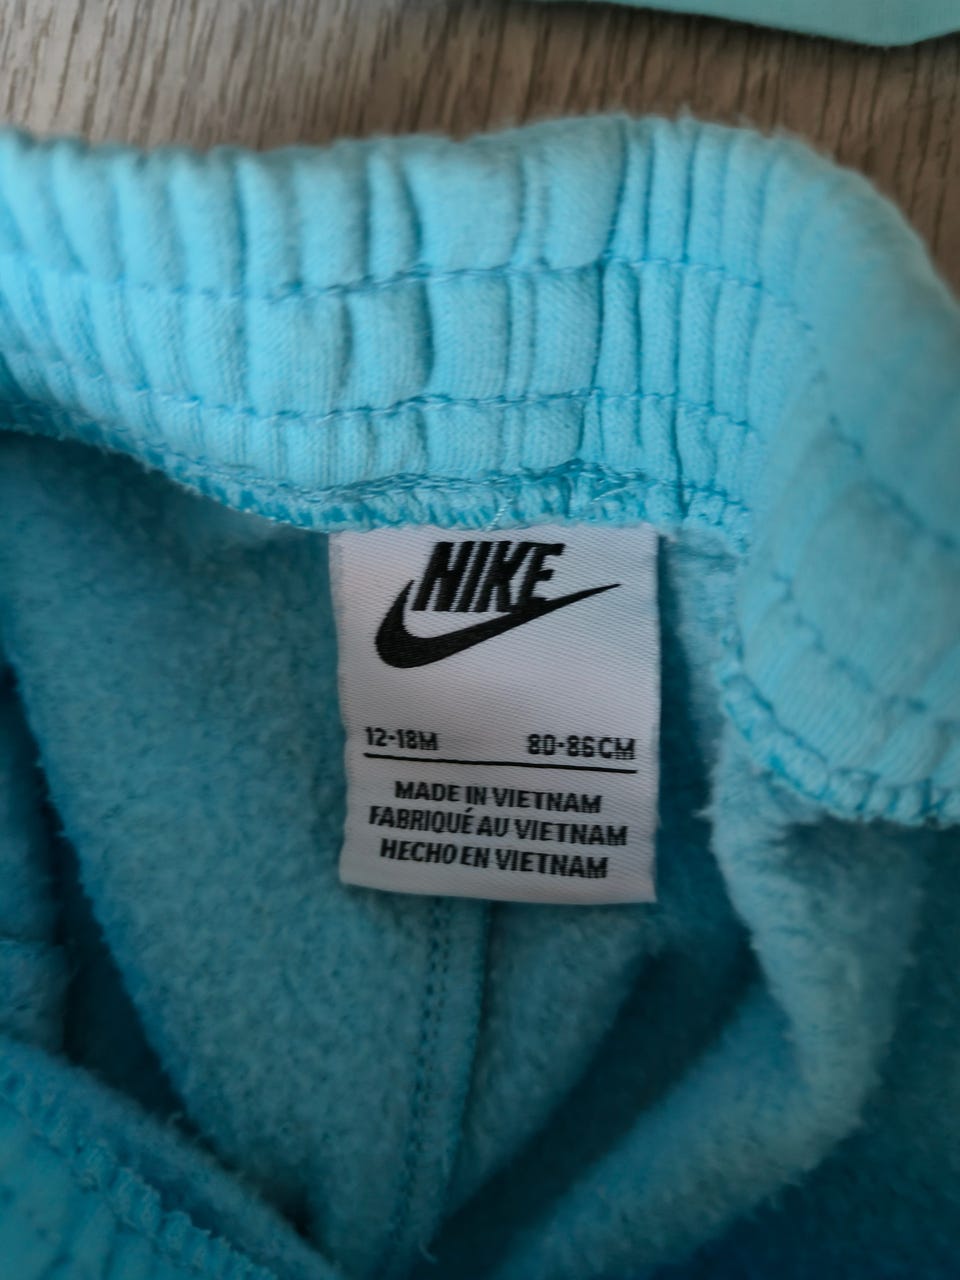 NIKE
12-18M 80-86CM
MADE IN VIETNAM
FABRIQUÉ AU VIETNAM
HECHO EN VIETNAM